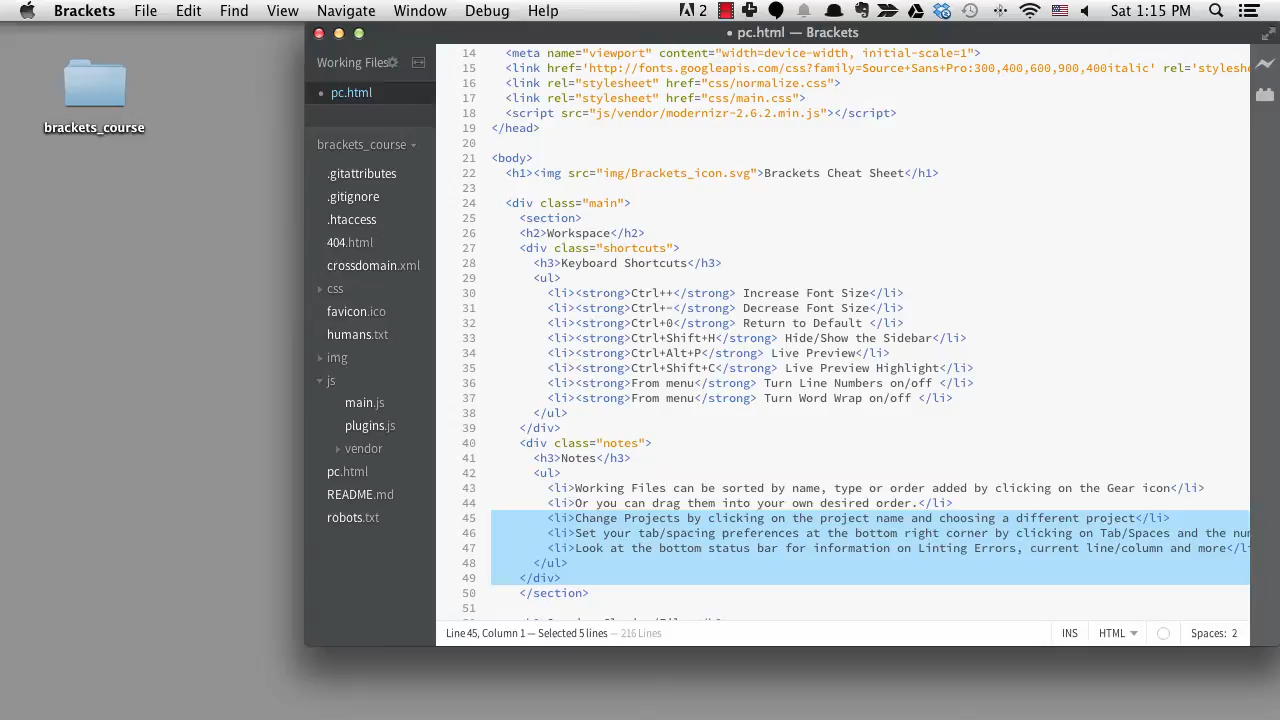 Brackets File Edit Find View Navigate Brackets Window Debug Help 2 Sat 1:15 PM
• pc.html — Brackets
brackets_course
Working Files
• pc.html
brackets_course
.gitattributes
.gitignore
.htaccess
404.html
crossdomain.xml
css
favicon.ico
humans.txt
img
js
main.js
plugins.js
vendor
pc.html
README.md
robots.txt
14 <meta name="viewport" content="width=device-width, initial-scale=1">
15 <link href='http://fonts.googleapis.com/css?family=Source+Sans+Pro:300,400,600,900,400italic' rel='stylesh
16 <link rel="stylesheet" href="css/normalize.css">
17 <link rel="stylesheet" href="css/main.css">
18 <script src="js/vendor/modernizr-2.6.2.min.js"></script>
19 </head>
20
21 <body>
22 <h1><img src="img/Brackets_icon.svg">Brackets Cheat Sheet</h1>
23
24 <div class="main">
25 <section>
26 <h2>Workspace</h2>
27 <div class="shortcuts">
28 <h3>Keyboard Shortcuts</h3>
29 <ul>
30 <li><strong>Ctrl++</strong> Increase Font Size</li>
31 <li><strong>Ctrl+-</strong> Decrease Font Size</li>
32 <li><strong>Ctrl+0</strong> Return to Default </li>
33 <li><strong>Ctrl+Shift+H</strong> Hide/Show the Sidebar</li>
34 <li><strong>Ctrl+Alt+P</strong> Live Preview</li>
35 <li><strong>Ctrl+Shift+C</strong> Live Preview Highlight</li>
36 <li><strong>From menu</strong> Turn Line Numbers on/off </li>
37 <li><strong>From menu</strong> Turn Word Wrap on/off </li>
38 </ul>
39 </div>
40 <div class="notes">
41 <h3>Notes</h3>
42 <ul>
43 <li>Working Files can be sorted by name, type or order added by clicking on the Gear icon</li>
44 <li>Or you can drag them into your own desired order.</li>
45 <li>Change Projects by clicking on the project name and choosing a different project</li>
46 <li>Set your tab/spacing preferences at the bottom right corner by clicking on Tab/Spaces and the nu
47 <li>Look at the bottom status bar for information on Linting Errors, current line/column and more</l
48 </ul>
49 </div>
50 </section>
51
Line 45, Column 1 — Selected 5 lines — 216 Lines INS HTML Spaces: 2